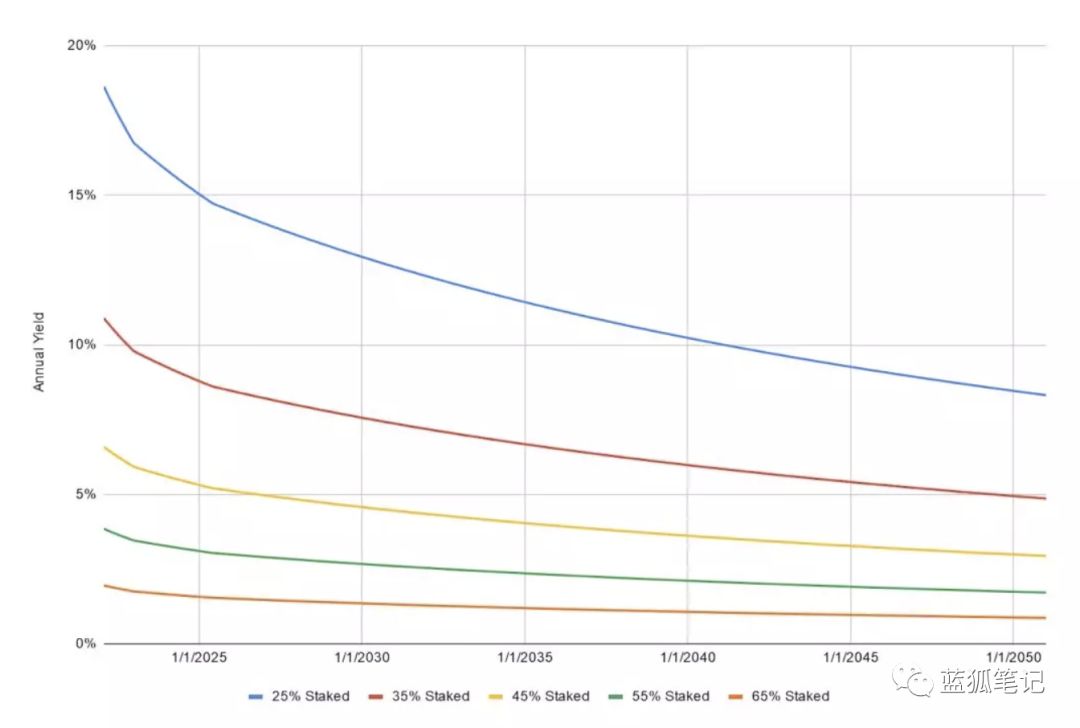 20%
15%
10%
5%
0%
Annual Yield
1/1/2025 1/1/2030 1/1/2035 1/1/2040 1/1/2045 1/1/2050
25% Staked 35% Staked 45% Staked 55% Staked 65% Staked
蓝狐笔记